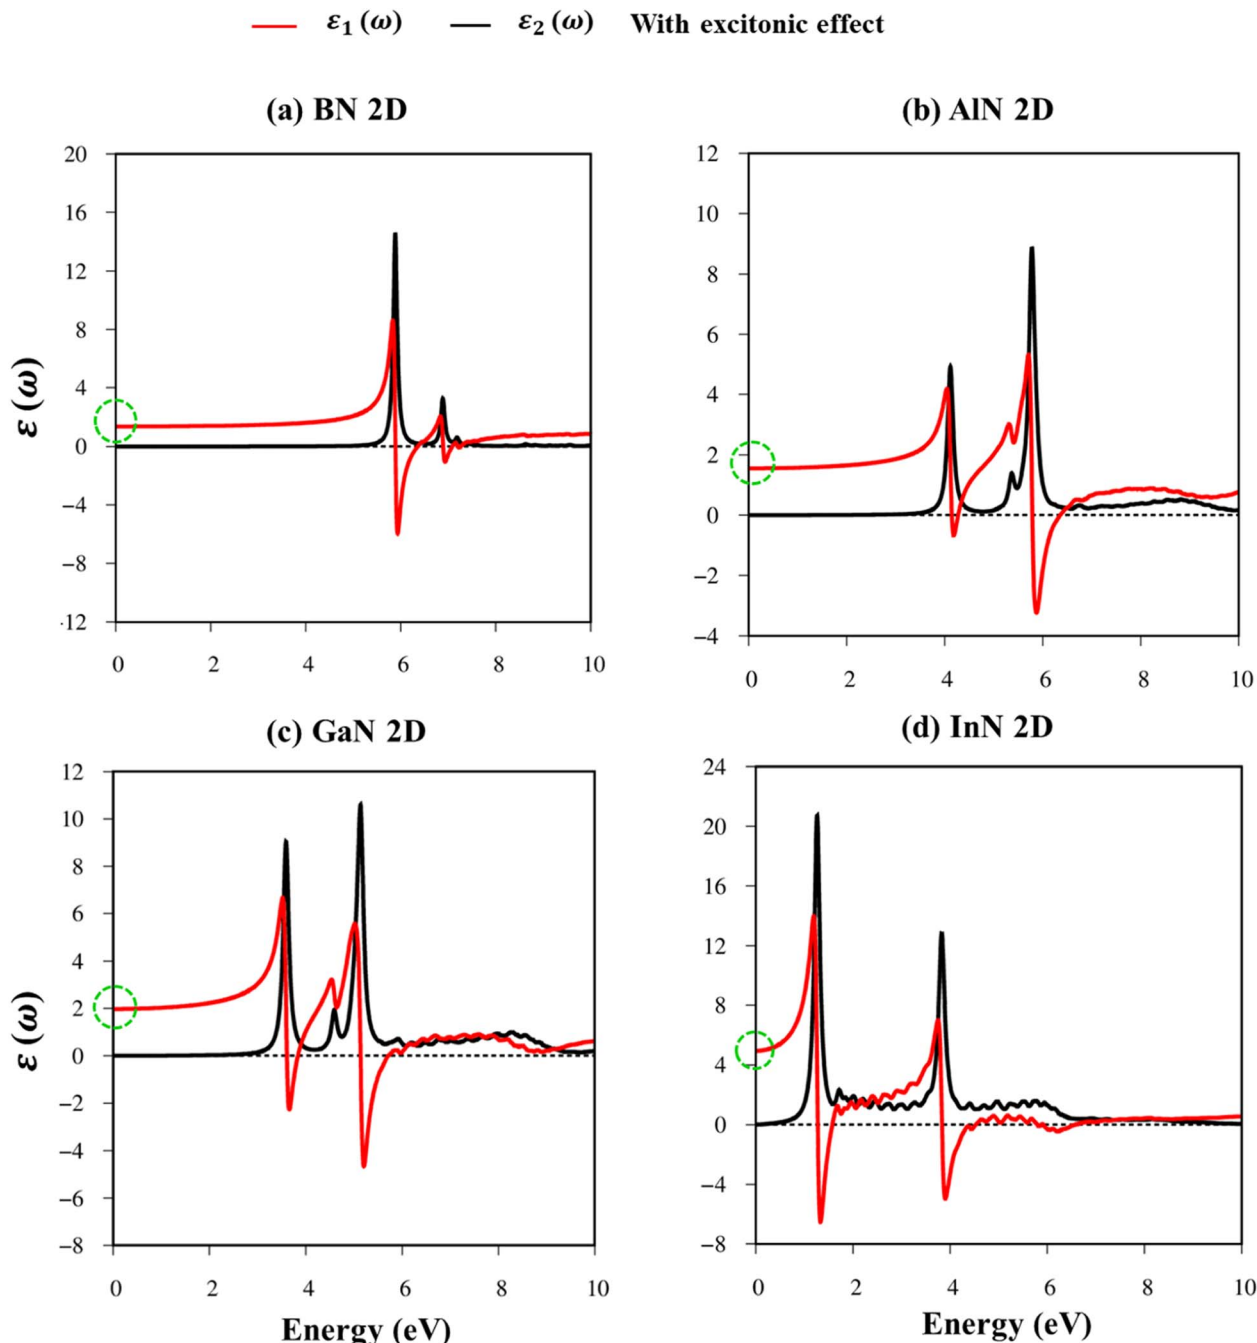 ε₁(ω) ε₂(ω) With excitonic effect
(a) BN 2D
20
16
12
8
4
0
−4
−8
·12
0 2 4 6 8 10
ε(ω)
(b) AlN 2D
12
10
8
6
4
2
0
−2
−4
0 2 4 6 8 10
(c) GaN 2D
12
10
8
6
4
2
0
−2
−4
−6
−8
0 2 4 6 8 10
ε(ω)
Energy (eV)
(d) InN 2D
24
20
16
12
8
4
0
−4
−8
0 2 4 6 8 10
Energy (eV)